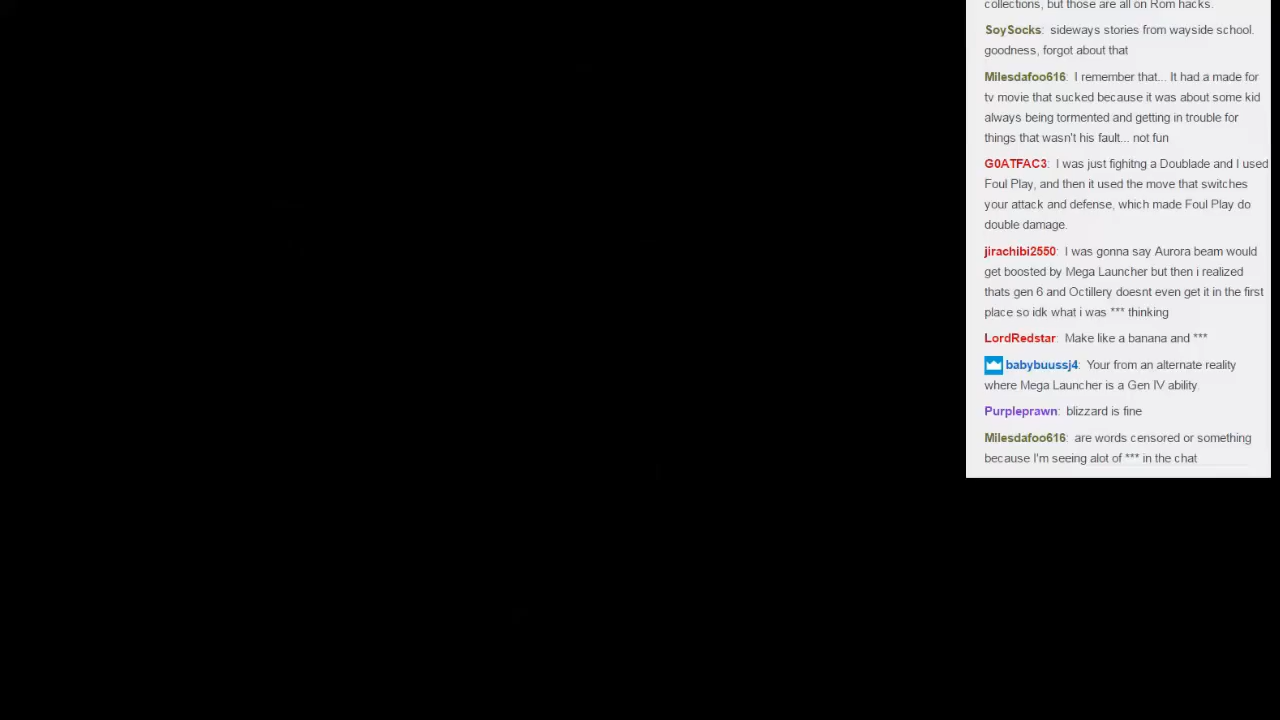 collections, but those are all on Rom hacks.
SoySocks: sideways stories from wayside school.
goodness, forgot about that
Milesdafoo616: I remember that... It had a made for
tv movie that sucked because it was about some kid
always being tormented and getting in trouble for
things that wasn't his fault... not fun
G0ATFAC3: I was just fighitng a Doublade and I used
Foul Play, and then it used the move that switches
your attack and defense, which made Foul Play do
double damage.
jirachibi2550: I was gonna say Aurora beam would
get boosted by Mega Launcher but then i realized
thats gen 6 and Octillery doesnt even get it in the first
place so idk what i was *** thinking
LordRedstar: Make like a banana and ***
babybuussj4: Your from an alternate reality
where Mega Launcher is a Gen IV ability.
Purpleprawn: blizzard is fine
Milesdafoo616: are words censored or something
because I'm seeing alot of *** in the chat